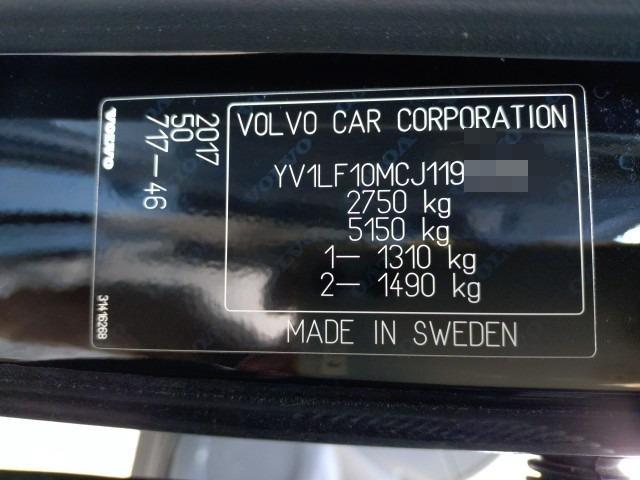 VOLVO
2017
50
717-46
31416268
VOLVO CAR CORPORATION
YV1LF10MCJ119
2750 kg
5150 kg
1- 1310 kg
2- 1490 kg
MADE IN SWEDEN